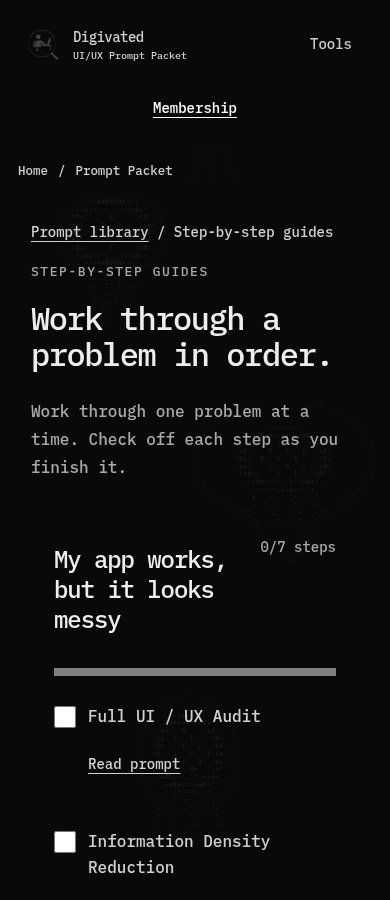 Digivated
UI/UX Prompt Packet
Tools
Membership
Home / Prompt Packet
Prompt library / Step-by-step guides
STEP-BY-STEP GUIDES
Work through a
problem in order.
Work through one problem at a
time. Check off each step as you
finish it.
My app works,
but it looks
messy
0/7 steps
Full UI / UX Audit
Read prompt
Information Density
Reduction